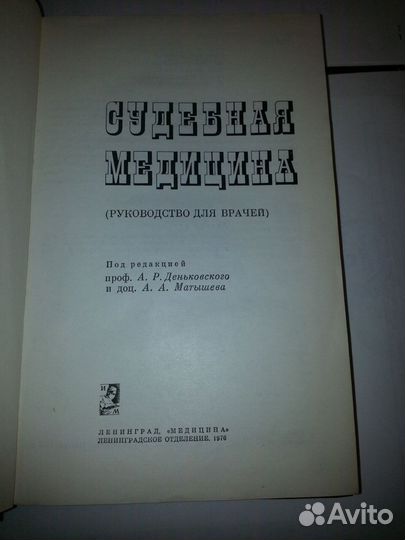 СУДЕБНАЯ
МЕДИЦИНА
(РУКОВОДСТВО ДЛЯ ВРАЧЕЙ)
Под редакцией
проф. А. Р. Деньковского
и доц. А. А. Матышева
И
М
ЛЕНИНГРАД, «МЕДИЦИНА»
ЛЕНИНГРАДСКОЕ ОТДЕЛЕНИЕ, 1976
Avito